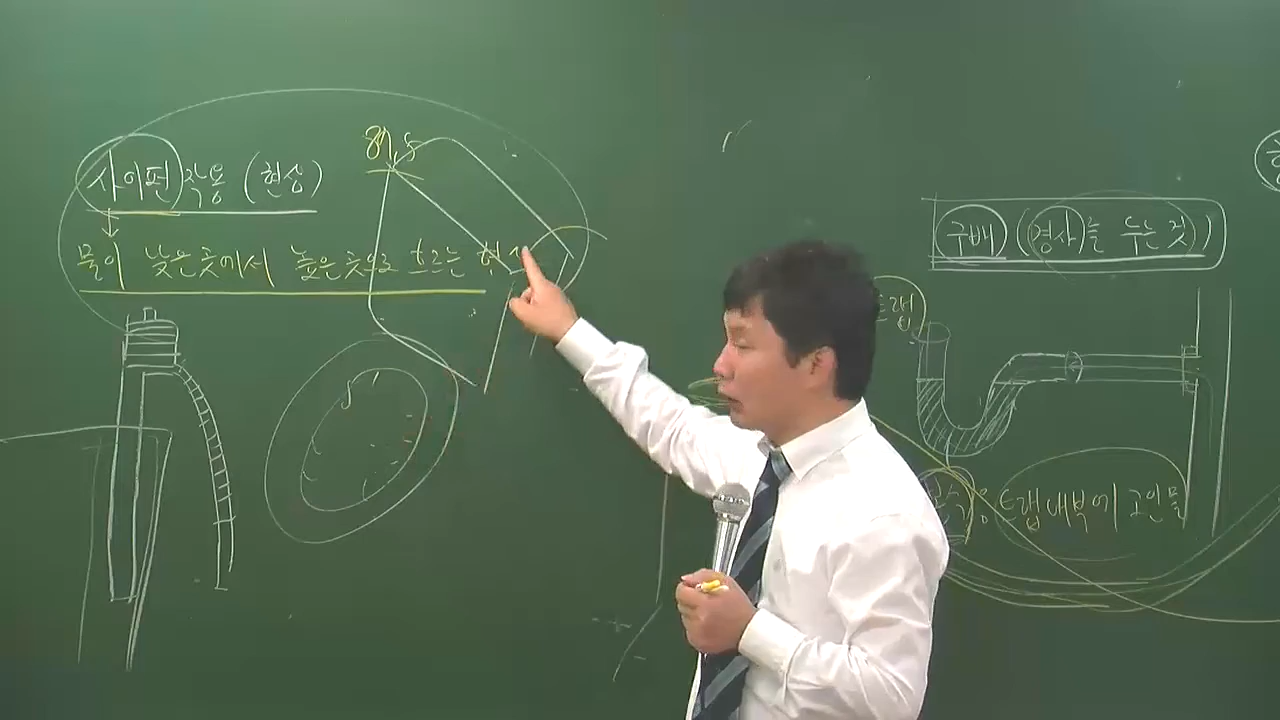 사이펀 작용 (현상)
물이 낮은 곳에서 높은 곳으로 흐르는 현상
구배 (경사를 두는 것)
트랩
트랩내부에 고인물